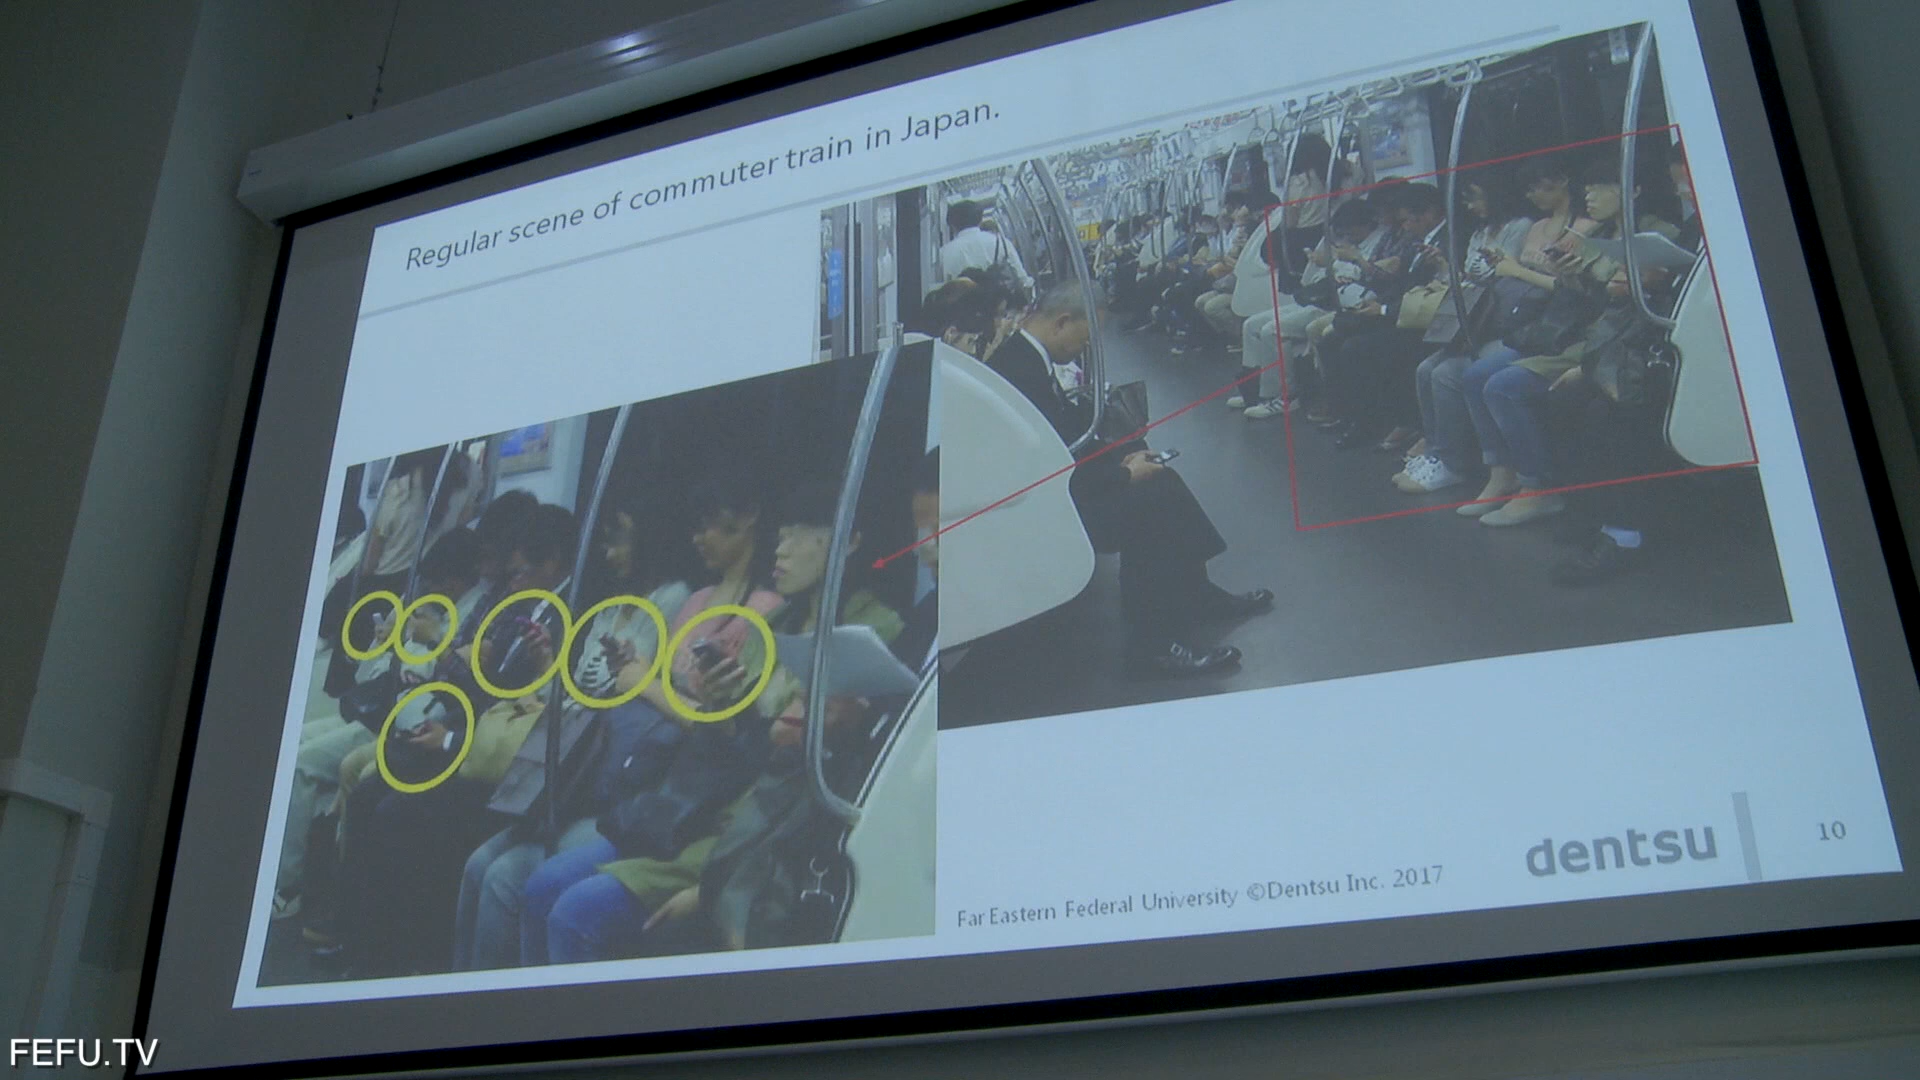 Regular scene of commuter train in Japan.
Far Eastern Federal University ©Dentsu Inc. 2017
dentsu
10
FEFU.TV